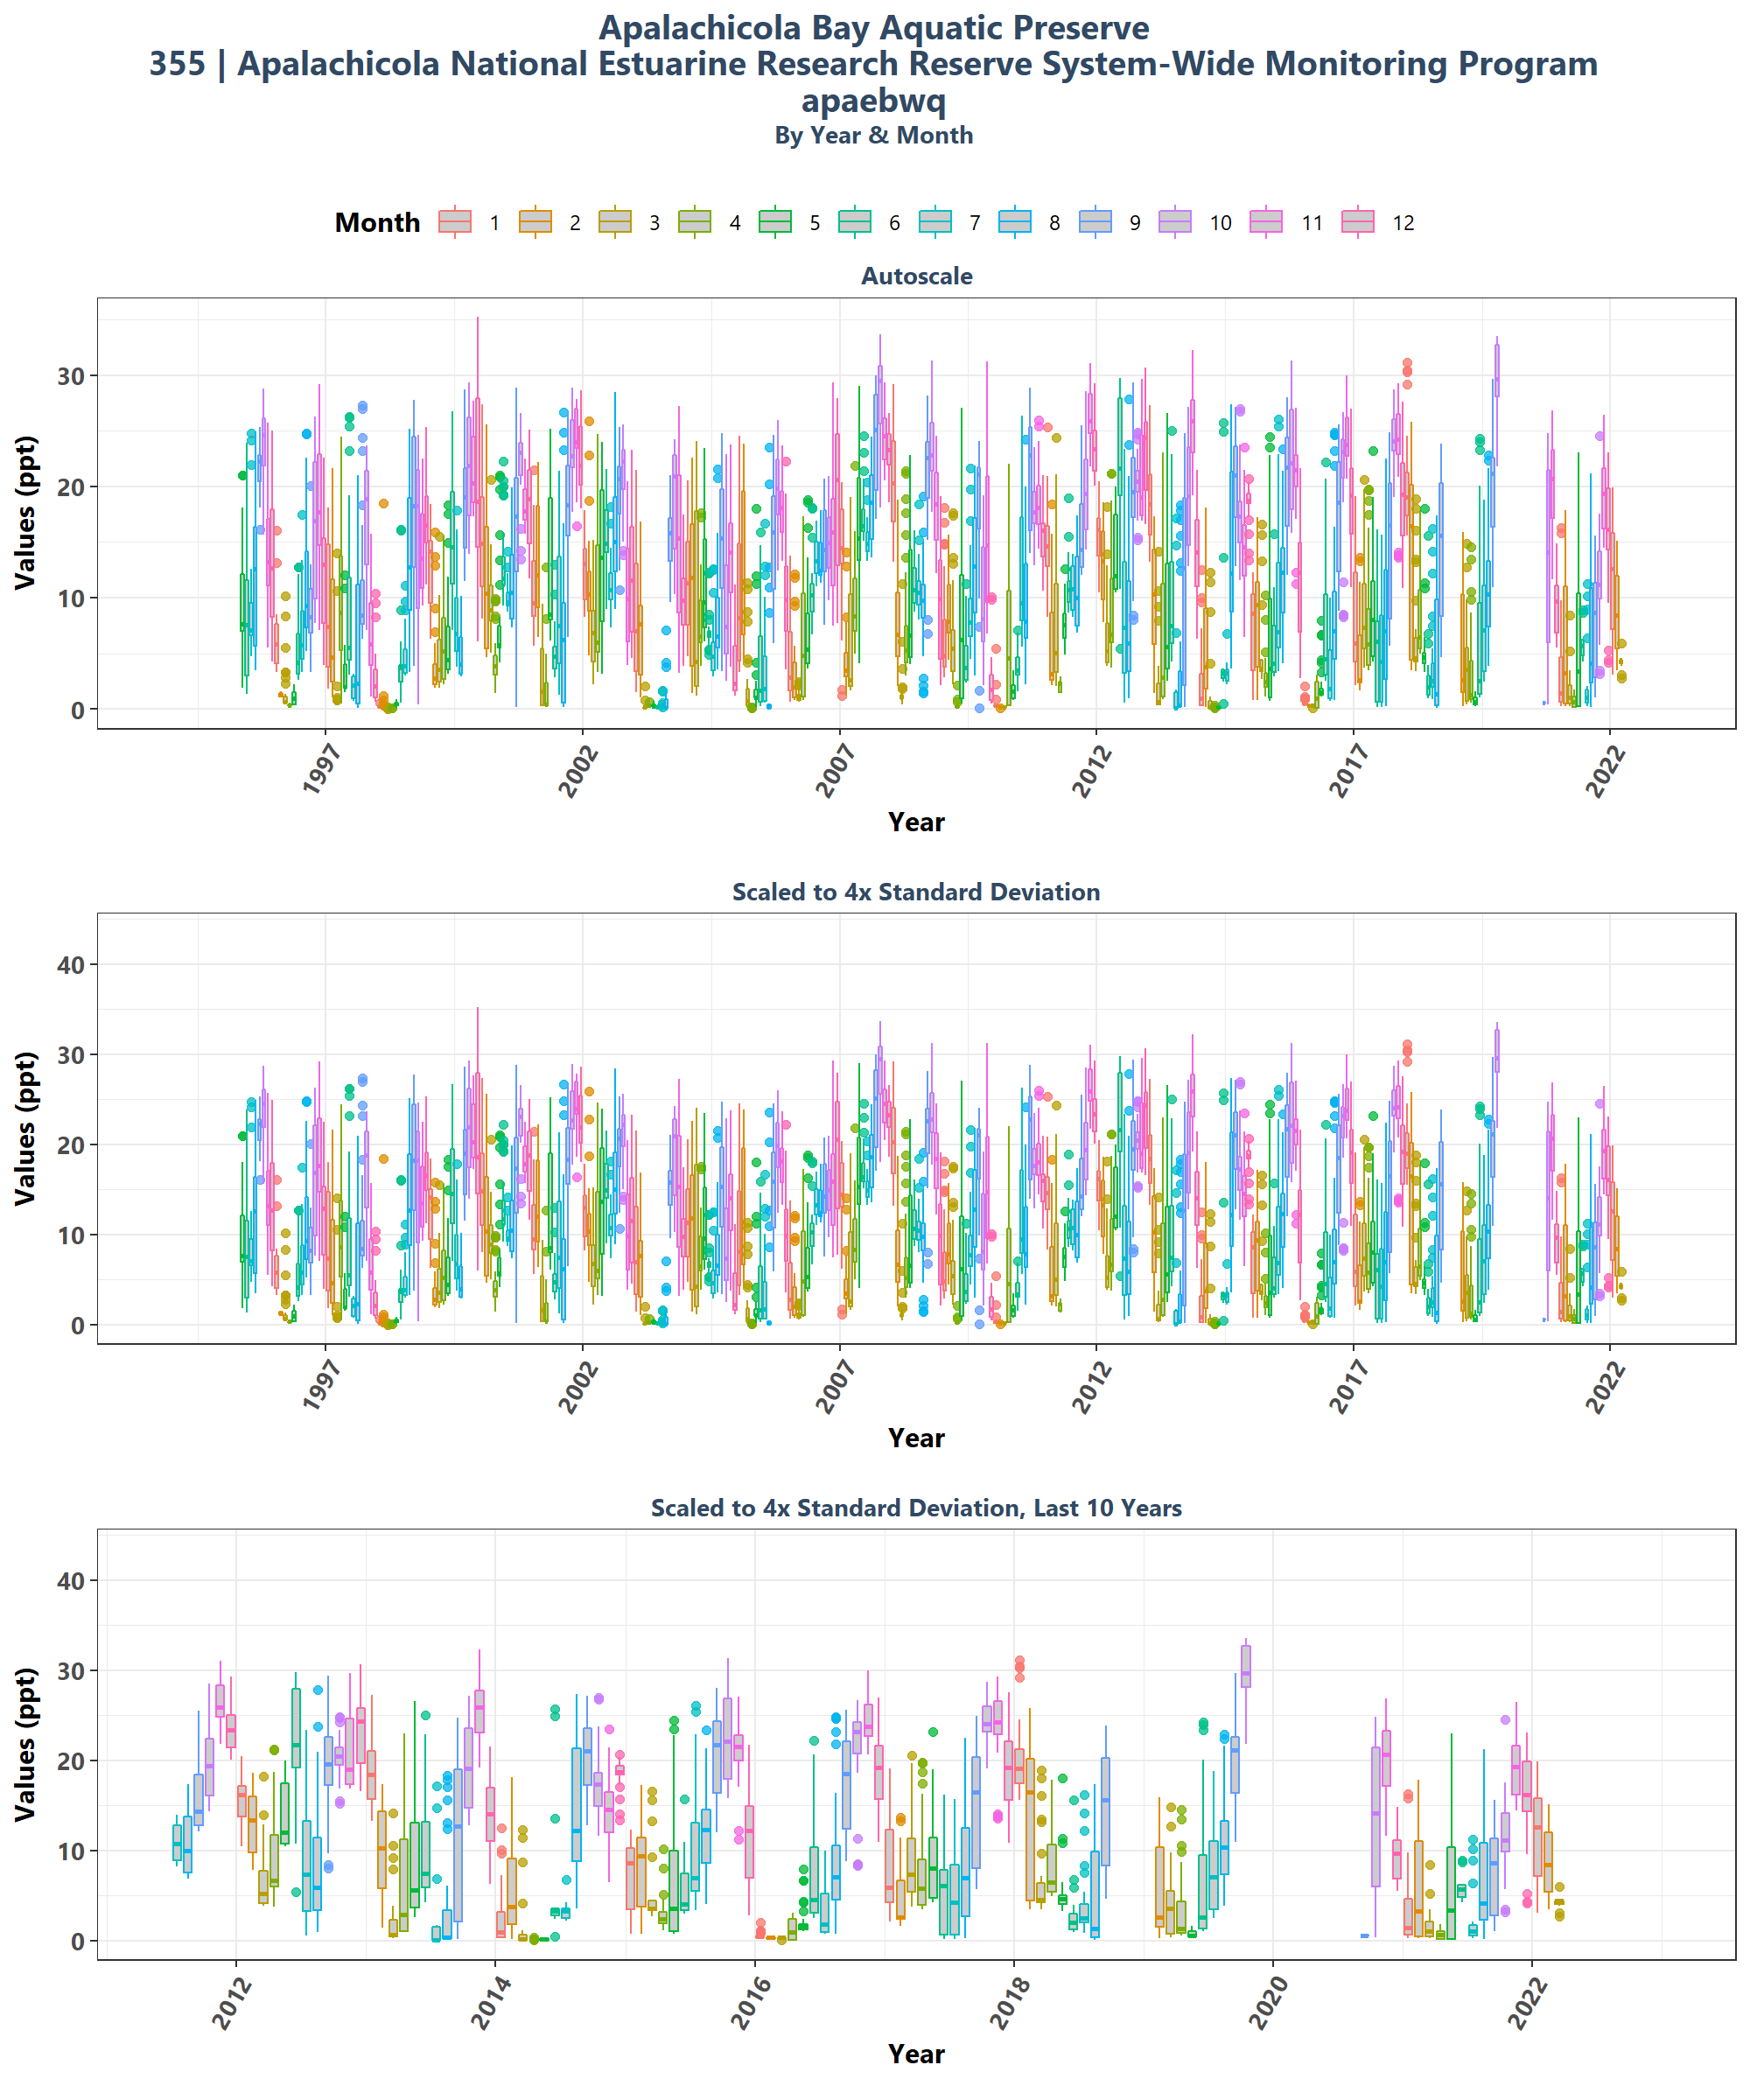 Apalachicola Bay Aquatic Preserve
355 | Apalachicola National Estuarine Research Reserve System-Wide Monitoring Program
apaebwq
By Year & Month
Month 1 2 3 4 5 6 7 8 9 10 11 12
Autoscale
Values (ppt)
30
20
10
0
1997 2002 2007 2012 2017 2022
Year
Scaled to 4x Standard Deviation
Values (ppt)
40
30
20
10
0
1997 2002 2007 2012 2017 2022
Year
Scaled to 4x Standard Deviation, Last 10 Years
Values (ppt)
40
30
20
10
0
2012 2014 2016 2018 2020 2022
Year